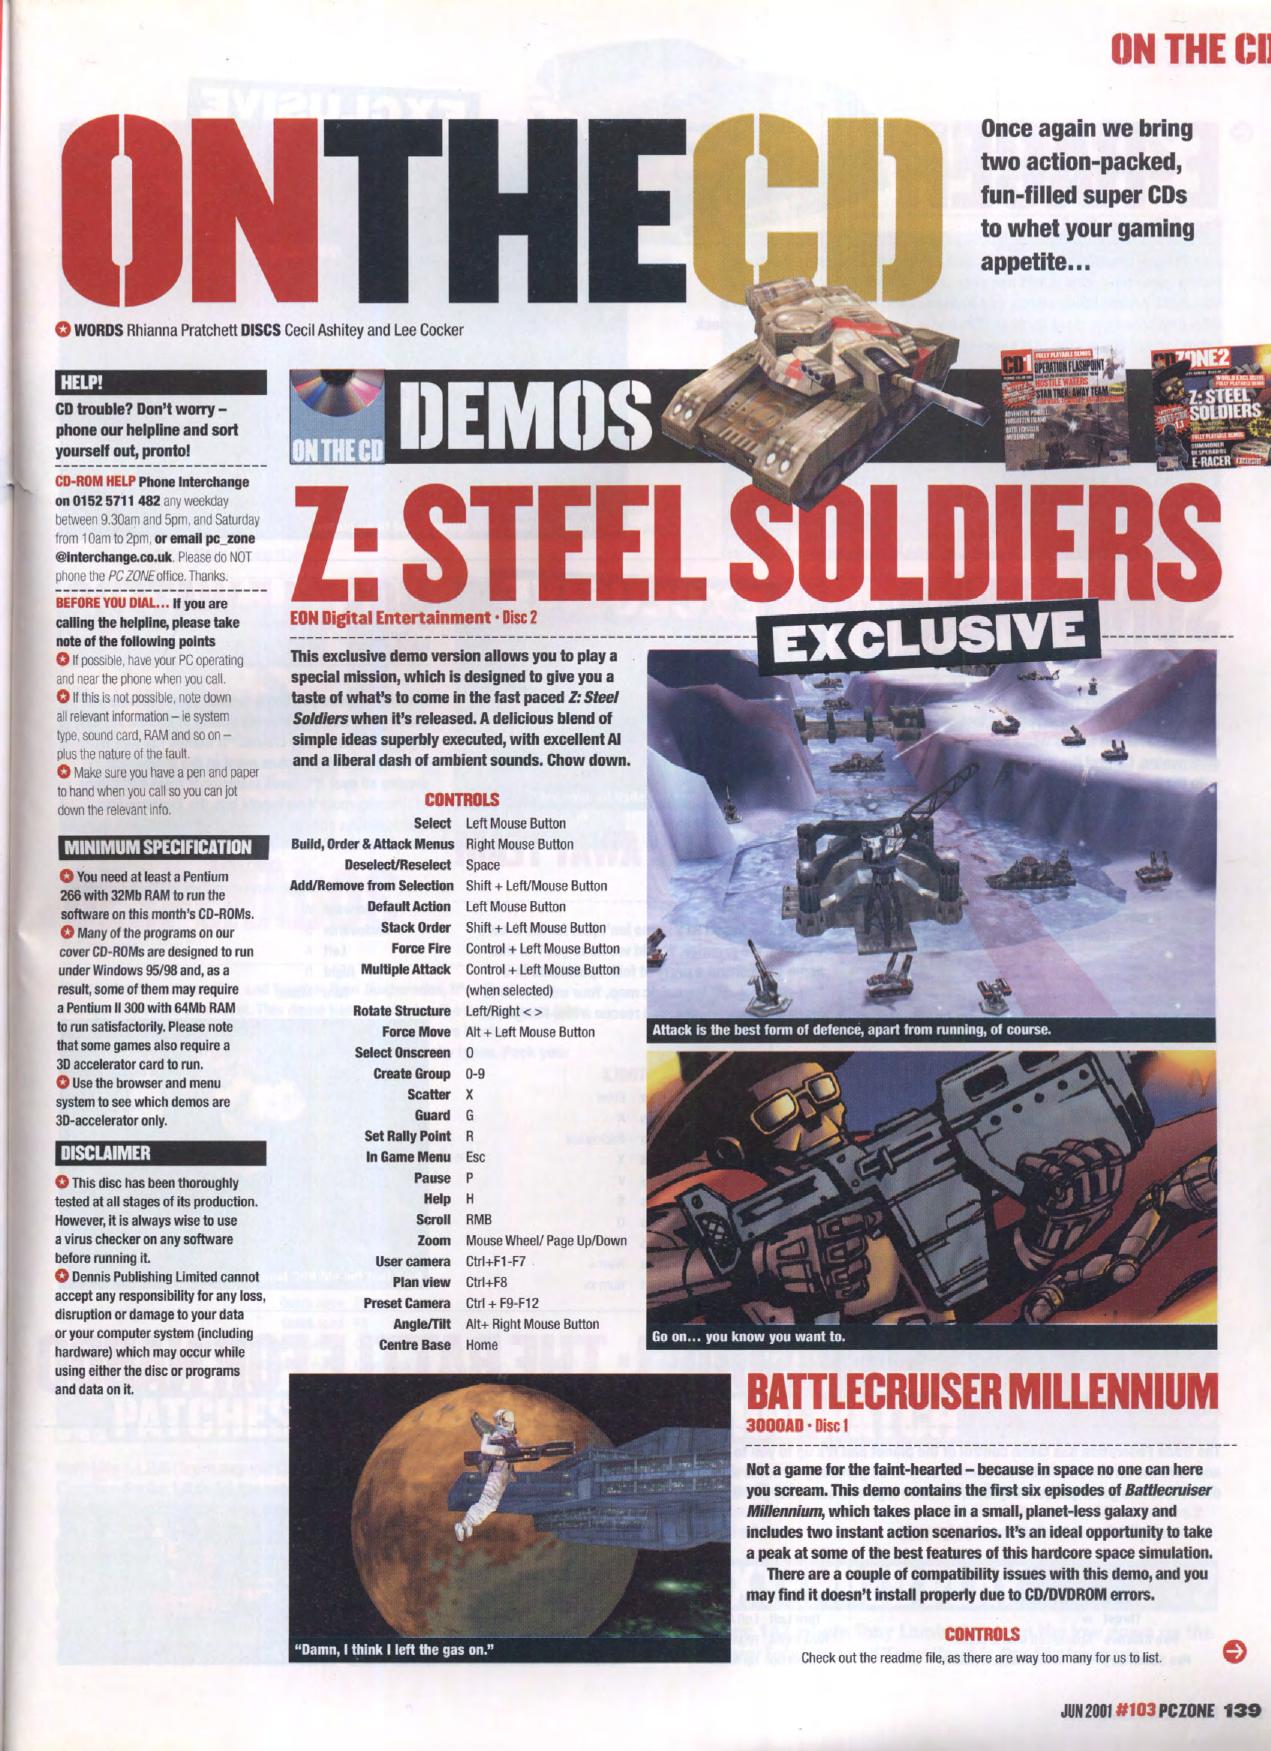 ON THE CD
ONTHECD
Once again we bring
two action-packed,
fun-filled super CDs
to whet your gaming
appetite...
WORDS Rhianna Pratchett DISCS Cecil Ashitey and Lee Cocker
HELP!
CD trouble? Don't worry –
phone our helpline and sort
yourself out, pronto!
CD-ROM HELP Phone Interchange
on 0152 5711 482 any weekday
between 9.30am and 5pm, and Saturday
from 10am to 2pm, or email pc_zone
@interchange.co.uk. Please do NOT
phone the PC ZONE office. Thanks.
BEFORE YOU DIAL... If you are
calling the helpline, please take
note of the following points
If possible, have your PC operating
and near the phone when you call.
If this is not possible, note down
all relevant information – ie system
type, sound card, RAM and so on –
plus the nature of the fault.
Make sure you have a pen and paper
to hand when you call so you can jot
down the relevant info.
MINIMUM SPECIFICATION
You need at least a Pentium
266 with 32Mb RAM to run the
software on this month's CD-ROMs.
Many of the programs on our
cover CD-ROMs are designed to run
under Windows 95/98 and, as a
result, some of them may require
a Pentium II 300 with 64Mb RAM
to run satisfactorily. Please note
that some games also require a
3D accelerator card to run.
Use the browser and menu
system to see which demos are
3D-accelerator only.
DISCLAIMER
This disc has been thoroughly
tested at all stages of its production.
However, it is always wise to use
a virus checker on any software
before running it.
Dennis Publishing Limited cannot
accept any responsibility for any loss,
disruption or damage to your data
or your computer system (including
hardware) which may occur while
using either the disc or programs
and data on it.
ON THE CD
DEMOS
CD1
FULLY PLAYABLE DEMOS
OPERATION FLASHPOINT
HOSTILE WATERS
STAR TREK: AWAY TEAM
CDZONE2
FULLY PLAYABLE DEMO
Z: STEEL
SOLDIERS
FULLY PLAYABLE DEMOS
SUMMONER
DESPERADOS
E-RACER
Z: STEEL SOLDIERS
EON Digital Entertainment • Disc 2
EXCLUSIVE
This exclusive demo version allows you to play a
special mission, which is designed to give you a
taste of what's to come in the fast paced Z: Steel
Soldiers when it's released. A delicious blend of
simple ideas superbly executed, with excellent AI
and a liberal dash of ambient sounds. Chow down.
CONTROLS
Select Left Mouse Button
Build, Order & Attack Menus Right Mouse Button
Deselect/Reselect Space
Add/Remove from Selection Shift + Left/Mouse Button
Default Action Left Mouse Button
Stack Order Shift + Left Mouse Button
Force Fire Control + Left Mouse Button
Multiple Attack Control + Left Mouse Button
(when selected)
Rotate Structure Left/Right < >
Force Move Alt + Left Mouse Button
Select Onscreen O
Create Group 0-9
Scatter X
Guard G
Set Rally Point R
In Game Menu Esc
Pause P
Help H
Scroll RMB
Zoom Mouse Wheel/ Page Up/Down
User camera Ctrl+F1-F7
Plan view Ctrl+F8
Preset Camera Ctrl + F9-F12
Angle/Tilt Alt+ Right Mouse Button
Centre Base Home
Attack is the best form of defence, apart from running, of course.
Go on... you know you want to.
"Damn, I think I left the gas on."
BATTLECRUISER MILLENNIUM
3000AD • Disc 1
Not a game for the faint-hearted – because in space no one can here
you scream. This demo contains the first six episodes of Battlecruiser
Millennium, which takes place in a small, planet-less galaxy and
includes two instant action scenarios. It's an ideal opportunity to take
a peak at some of the best features of this hardcore space simulation.
There are a couple of compatibility issues with this demo, and you
may find it doesn't install properly due to CD/DVDROM errors.
CONTROLS
Check out the readme file, as there are way too many for us to list.
JUN 2001 #103 PCZONE 139